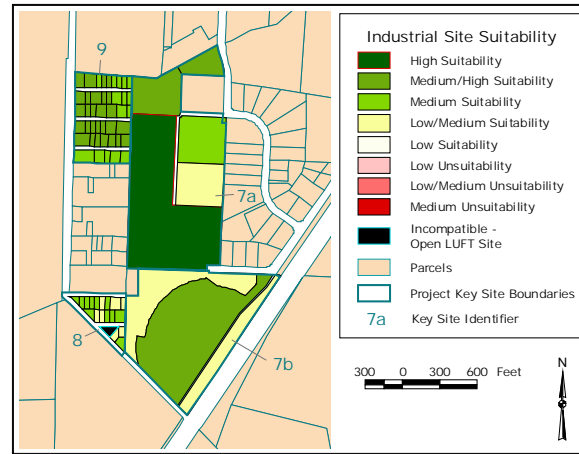 9
7a
8
7b
Industrial Site Suitability
High Suitability
Medium/High Suitability
Medium Suitability
Low/Medium Suitability
Low Suitability
Low Unsuitability
Low/Medium Unsuitability
Medium Unsuitability
Incompatible -
Open LUFT Site
Parcels
Project Key Site Boundaries
7a Key Site Identifier
300 0 300 600 Feet
N